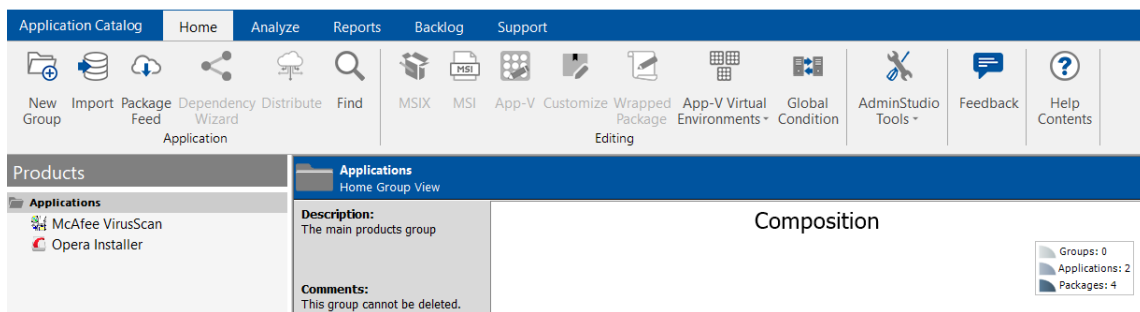 Application Catalog Home Analyze Reports Backlog Support
New Group Import Package Feed Dependency Wizard Distribute Find MSIX MSI App-V Customize Wrapped Package App-V Virtual Environments Global Condition AdminStudio Tools Feedback Help Contents
MSI
Application Editing
Products
Applications
McAfee VirusScan
Opera Installer
Applications
Home Group View
Description:
The main products group
Comments:
This group cannot be deleted.
Composition
Groups: 0
Applications: 2
Packages: 4